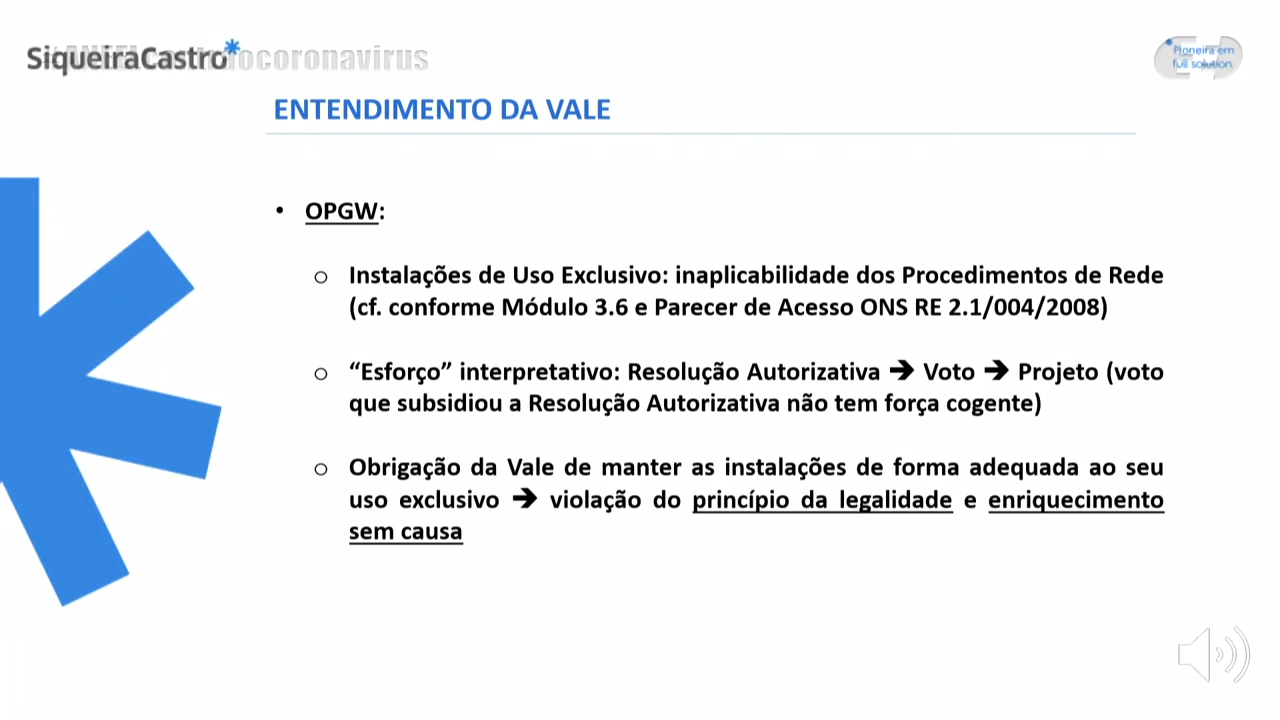 SiqueiraCastro
ocoronavirus
Pioneira em
full solution.
ENTENDIMENTO DA VALE
• OPGW:
o Instalações de Uso Exclusivo: inaplicabilidade dos Procedimentos de Rede
(cf. conforme Módulo 3.6 e Parecer de Acesso ONS RE 2.1/004/2008)
o “Esforço” interpretativo: Resolução Autorizativa ➔ Voto ➔ Projeto (voto
que subsidiou a Resolução Autorizativa não tem força cogente)
o Obrigação da Vale de manter as instalações de forma adequada ao seu
uso exclusivo ➔ violação do princípio da legalidade e enriquecimento
sem causa